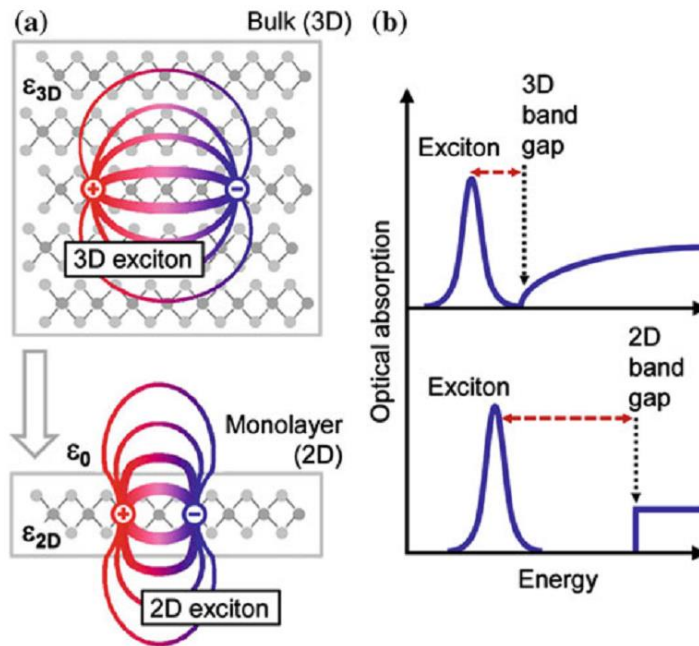 (a)
Bulk (3D)
ε3D
+
−
3D exciton
ε0
Monolayer
(2D)
ε2D
+
−
2D exciton
(b)
Optical absorption
Exciton
3D
band
gap
Exciton
2D
band gap
Energy